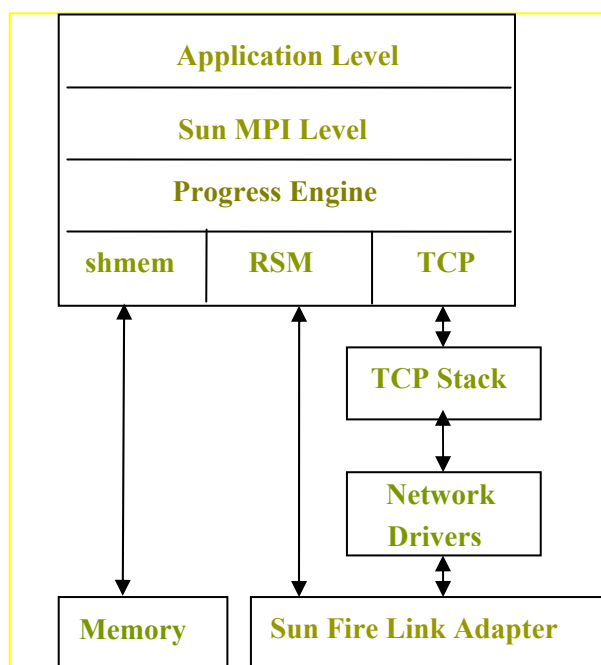 Application Level
Sun MPI Level
Progress Engine
shmem RSM TCP
TCP Stack
Network
Drivers
Memory Sun Fire Link Adapter